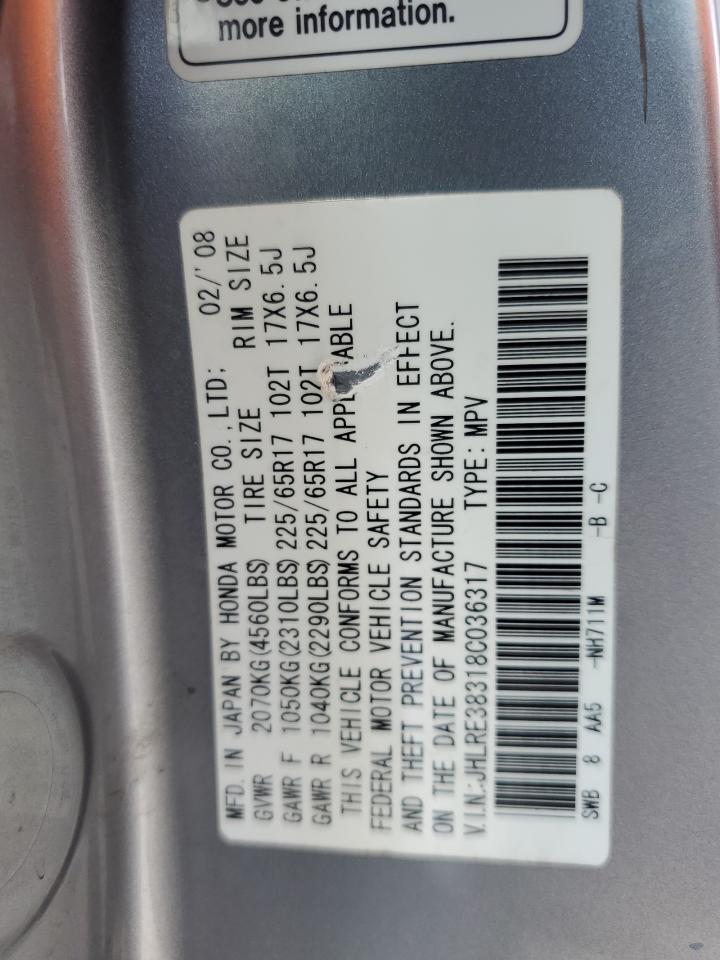 more information.
MFD. IN JAPAN BY HONDA MOTOR CO., LTD; 02/'08
GVWR 2070KG(4560LBS) TIRE SIZE RIM SIZE
GAWR F 1050KG(2310LBS) 225/65R17 102T 17X6.5J
GAWR R 1040KG(2290LBS) 225/65R17 102T 17X6.5J
THIS VEHICLE CONFORMS TO ALL
FEDERAL MOTOR VEHICLE SAFETY
AND THEFT PREVENTION STANDARDS IN EFFECT
ON THE DATE OF MANUFACTURE SHOWN ABOVE.
V.I.N.:JHLRE38318C036317 TYPE: MPV
SWB 8 AA5 -NH711M -B -C